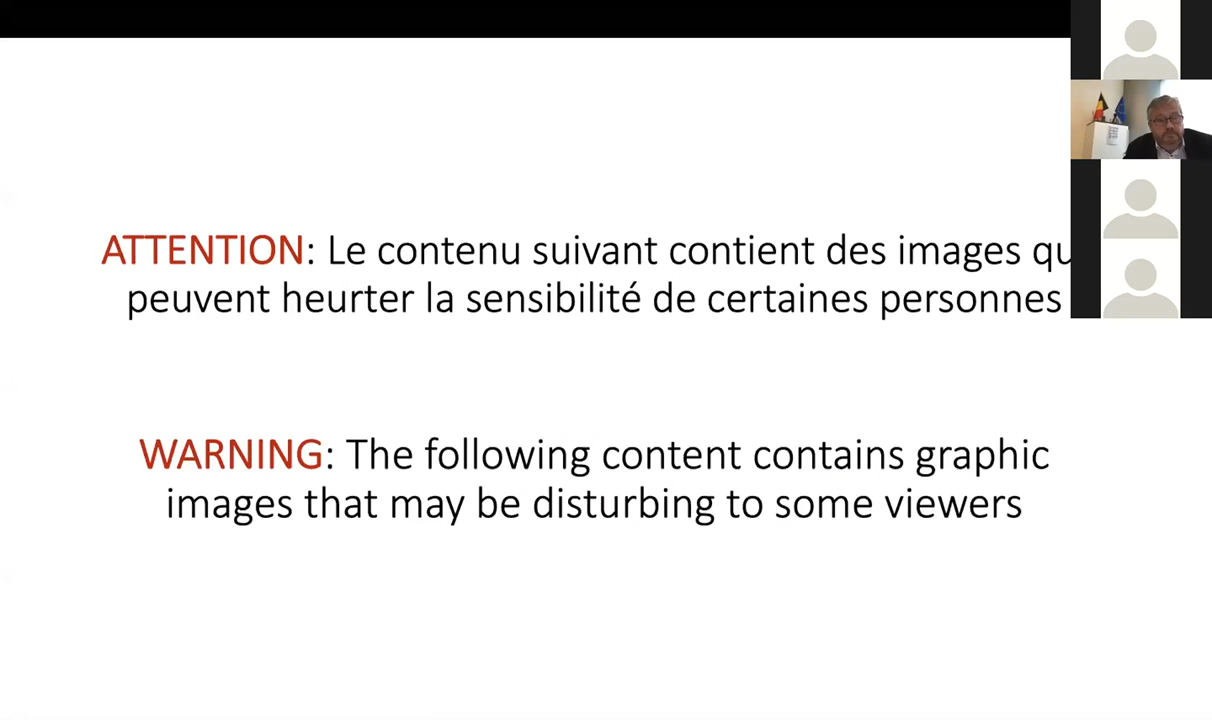 ATTENTION: Le contenu suivant contient des images qu
peuvent heurter la sensibilité de certaines personnes
WARNING: The following content contains graphic
images that may be disturbing to some viewers